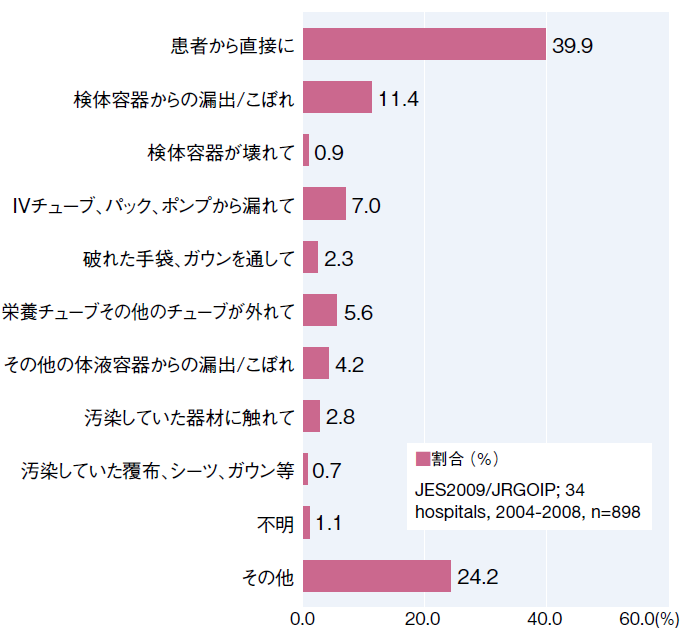 患者から直接に
39.9
検体容器からの漏出/こぼれ
11.4
検体容器が壊れて
0.9
IVチューブ、パック、ポンプから漏れて
7.0
破れた手袋、ガウンを通して
2.3
栄養チューブその他のチューブが外れて
5.6
その他の体液容器からの漏出/こぼれ
4.2
汚染していた器材に触れて
2.8
汚染していた覆布、シーツ、ガウン等
0.7
不明
1.1
その他
24.2
割合（%）
JES2009/JRGOIP; 34
hospitals, 2004-2008, n=898
0.0 20.0 40.0 60.0(%)